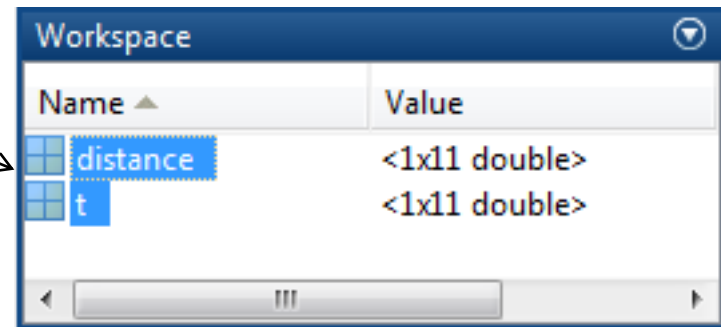 Workspace
Name Value
distance <1x11 double>
t <1x11 double>